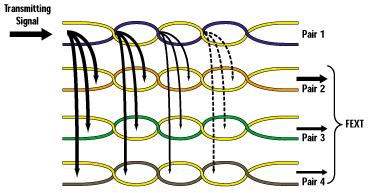 Transmitting
Signal
Pair 1
Pair 2
Pair 3
Pair 4
FEXT